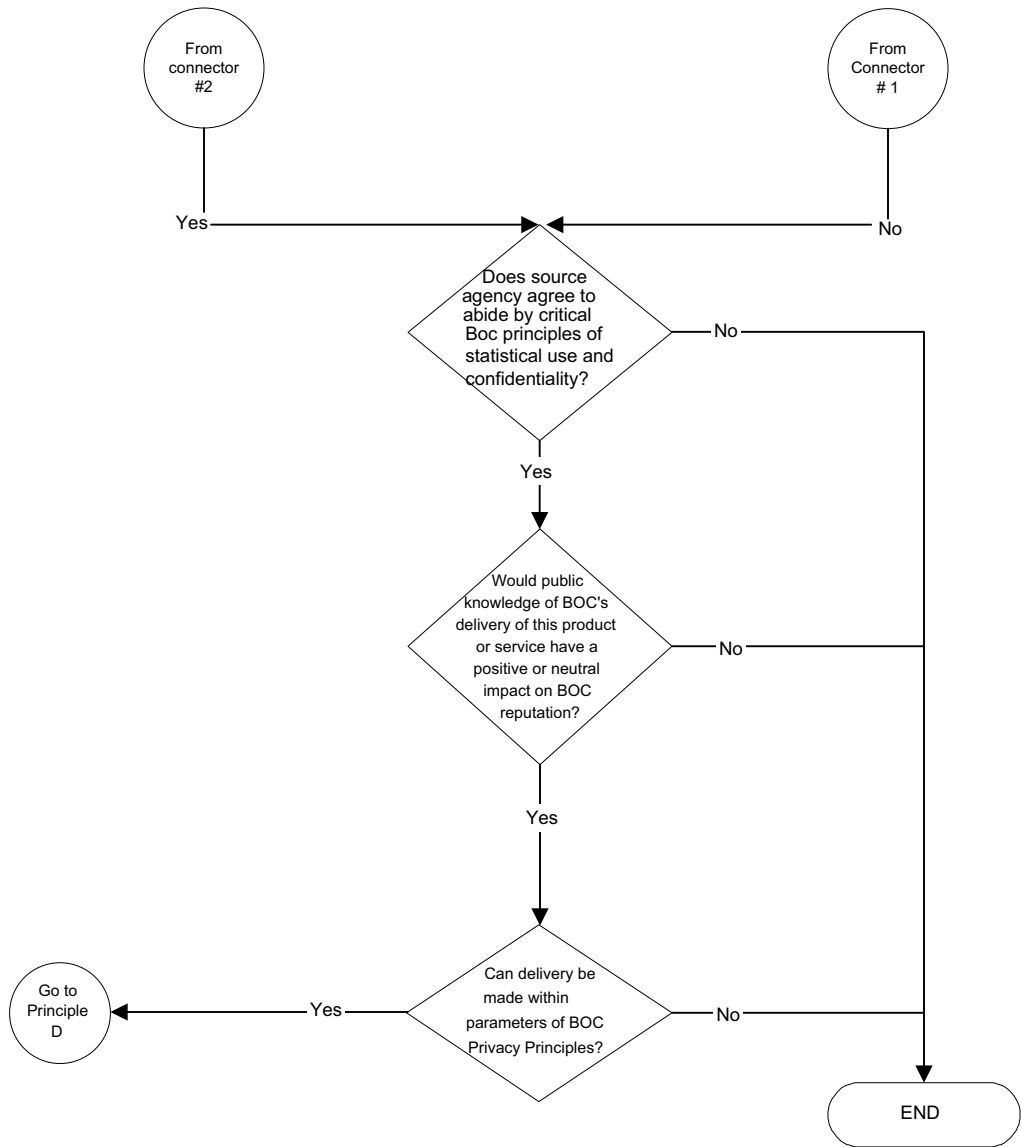 From
connector
#2
From
Connector
# 1
Yes
No
Does source
agency agree to
abide by critical
Boc principles of
statistical use and
confidentiality?
No
Yes
Would public
knowledge of BOC's
delivery of this product
or service have a
positive or neutral
impact on BOC
reputation?
No
Yes
Can delivery be
made within
parameters of BOC
Privacy Principles?
Yes
No
Go to
Principle
D
END